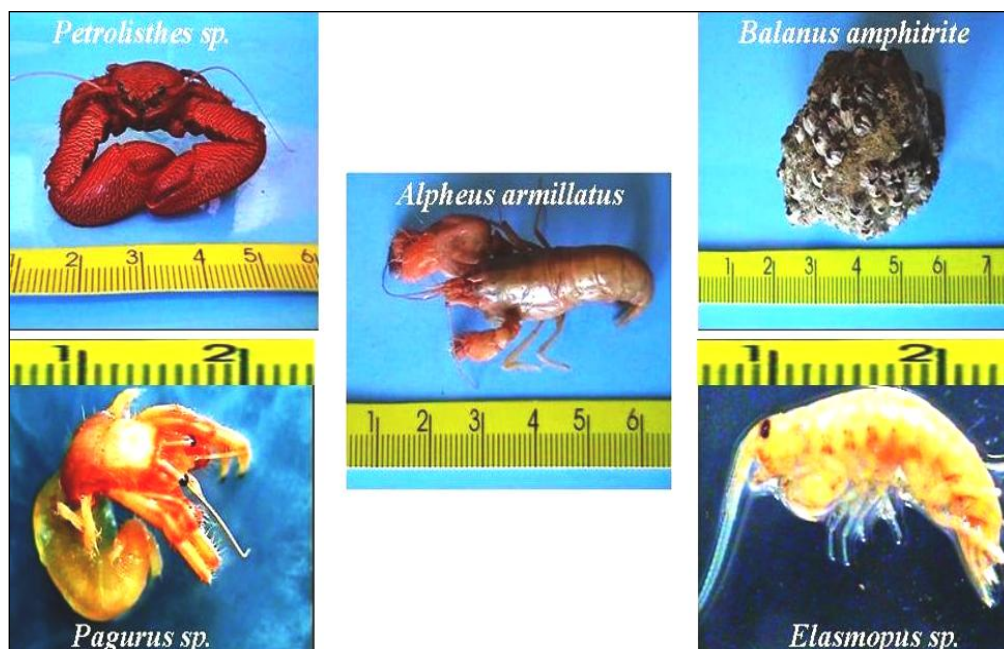 Petrolisthes sp.
1 2 3 4 5 6
Balanus amphitrite
1 2 3 4 5 6 7
Alpheus armillatus
1 2 3 4 5 6
1 2
Pagurus sp.
1 2
Elasmopus sp.